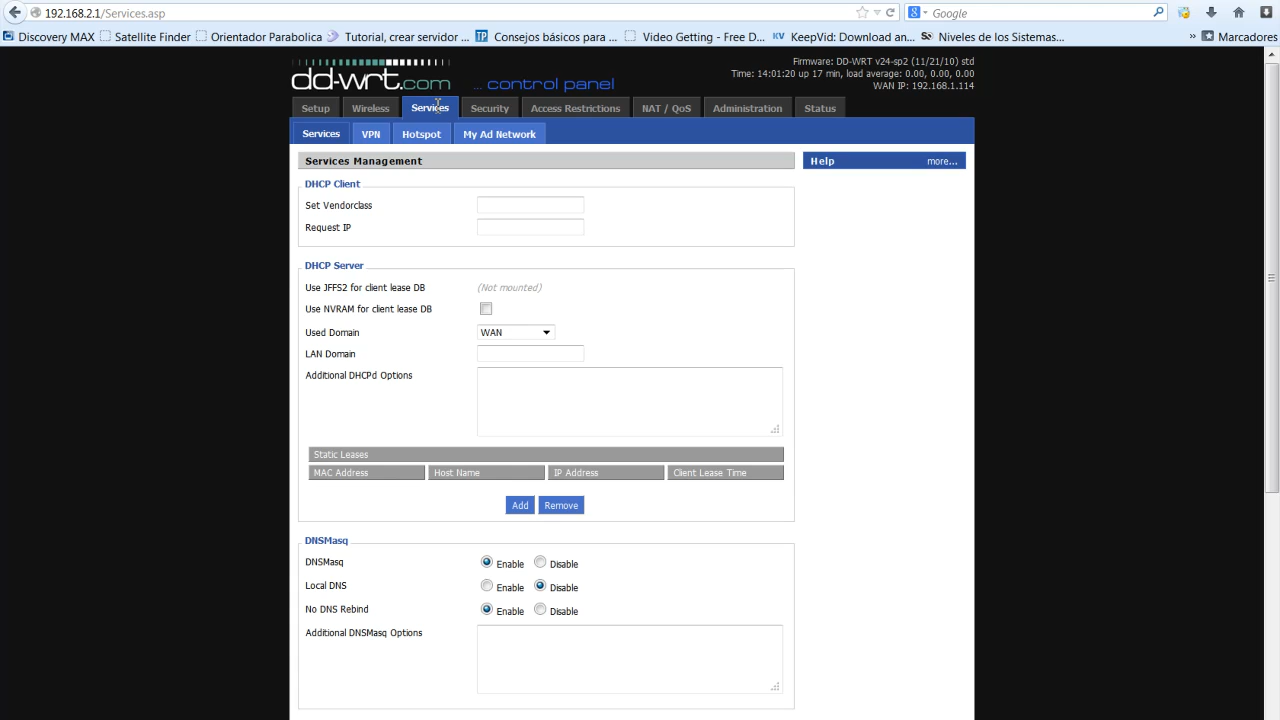 192.168.2.1/Services.asp
Google
Discovery MAX Satellite Finder Orientador Parabolica Tutorial, crear servidor ... Consejos básicos para ... Video Getting - Free D... KeepVid: Download an... Niveles de los Sistemas... » Marcadores
dd-wrt.com ... control panel
Firmware: DD-WRT v24-sp2 (11/21/10) std
Time: 14:01:20 up 17 min, load average: 0.00, 0.00, 0.00
WAN IP: 192.168.1.114
Setup Wireless Services Security Access Restrictions NAT / QoS Administration Status
Services VPN Hotspot My Ad Network
Services Management
Help more...
DHCP Client
Set Vendorclass
Request IP
DHCP Server
Use JFFS2 for client lease DB (Not mounted)
Use NVRAM for client lease DB
Used Domain WAN
LAN Domain
Additional DHCPd Options
Static Leases
MAC Address Host Name IP Address Client Lease Time
Add Remove
DNSMasq
DNSMasq Enable Disable
Local DNS Enable Disable
No DNS Rebind Enable Disable
Additional DNSMasq Options